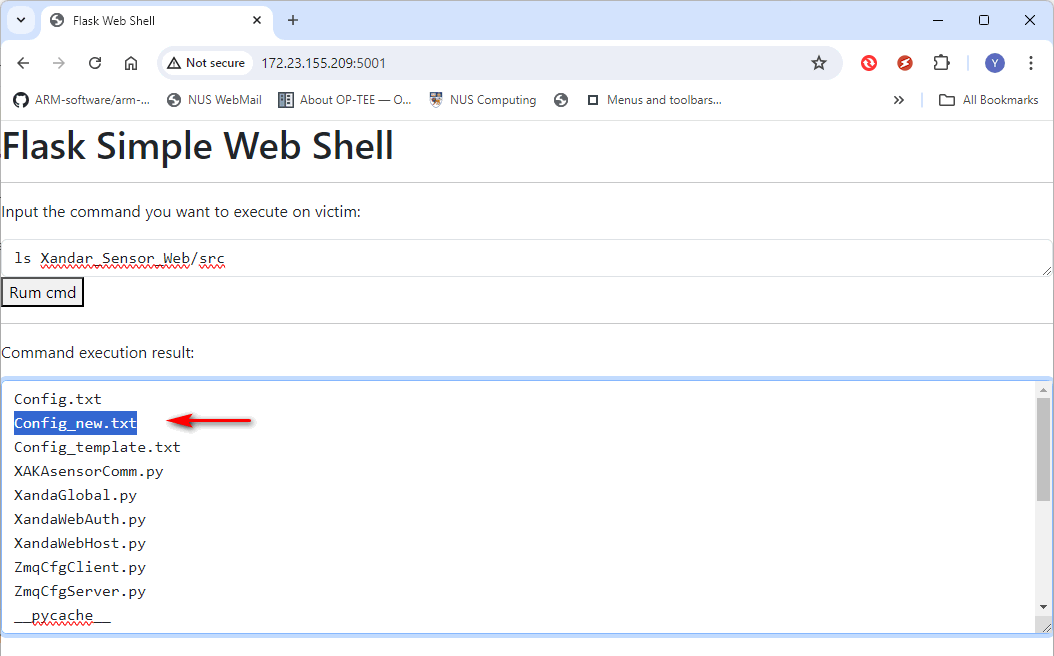 Flask Web Shell
Not secure
172.23.155.209:5001
Y
ARM-software/arm-...
NUS WebMail
About OP-TEE — O...
NUS Computing
Menus and toolbars...
All Bookmarks
Flask Simple Web Shell
Input the command you want to execute on victim:
ls Xandar_Sensor_Web/src
Rum cmd
Command execution result:
Config.txt
Config_new.txt
Config_template.txt
XAKAsensorComm.py
XandaGlobal.py
XandaWebAuth.py
XandaWebHost.py
ZmqCfgClient.py
ZmqCfgServer.py
__pycache__